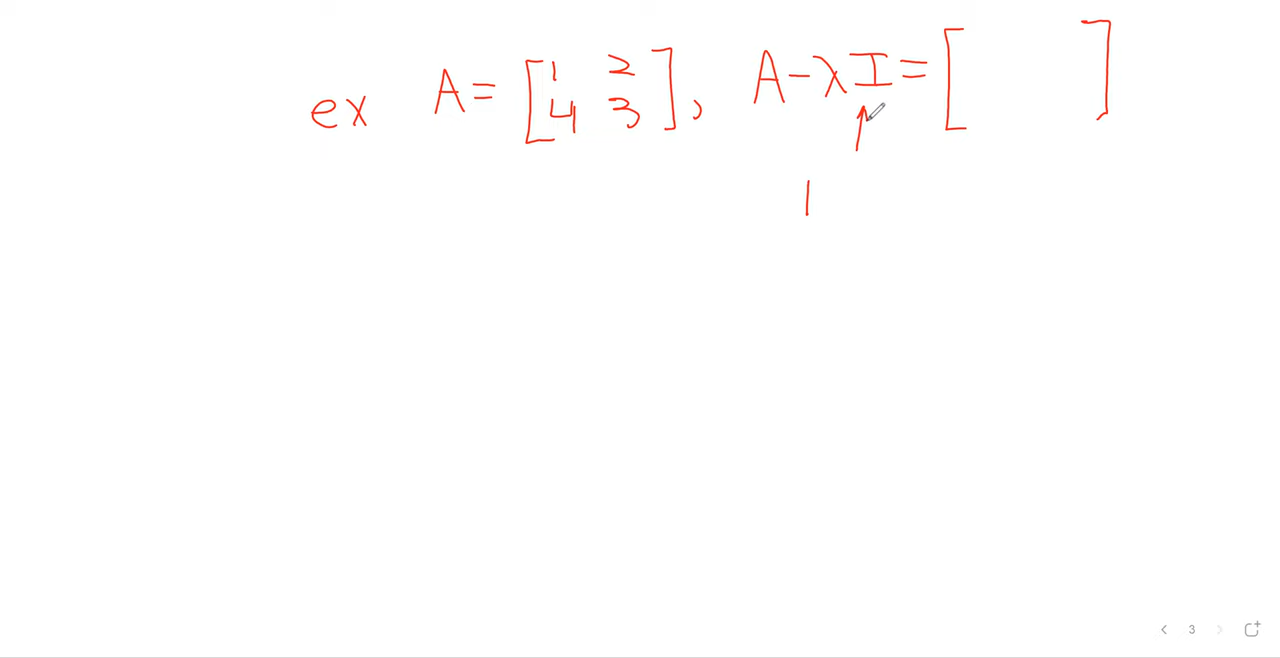 ex A = [1 2
4 3], A - λI = [ ]
1
3